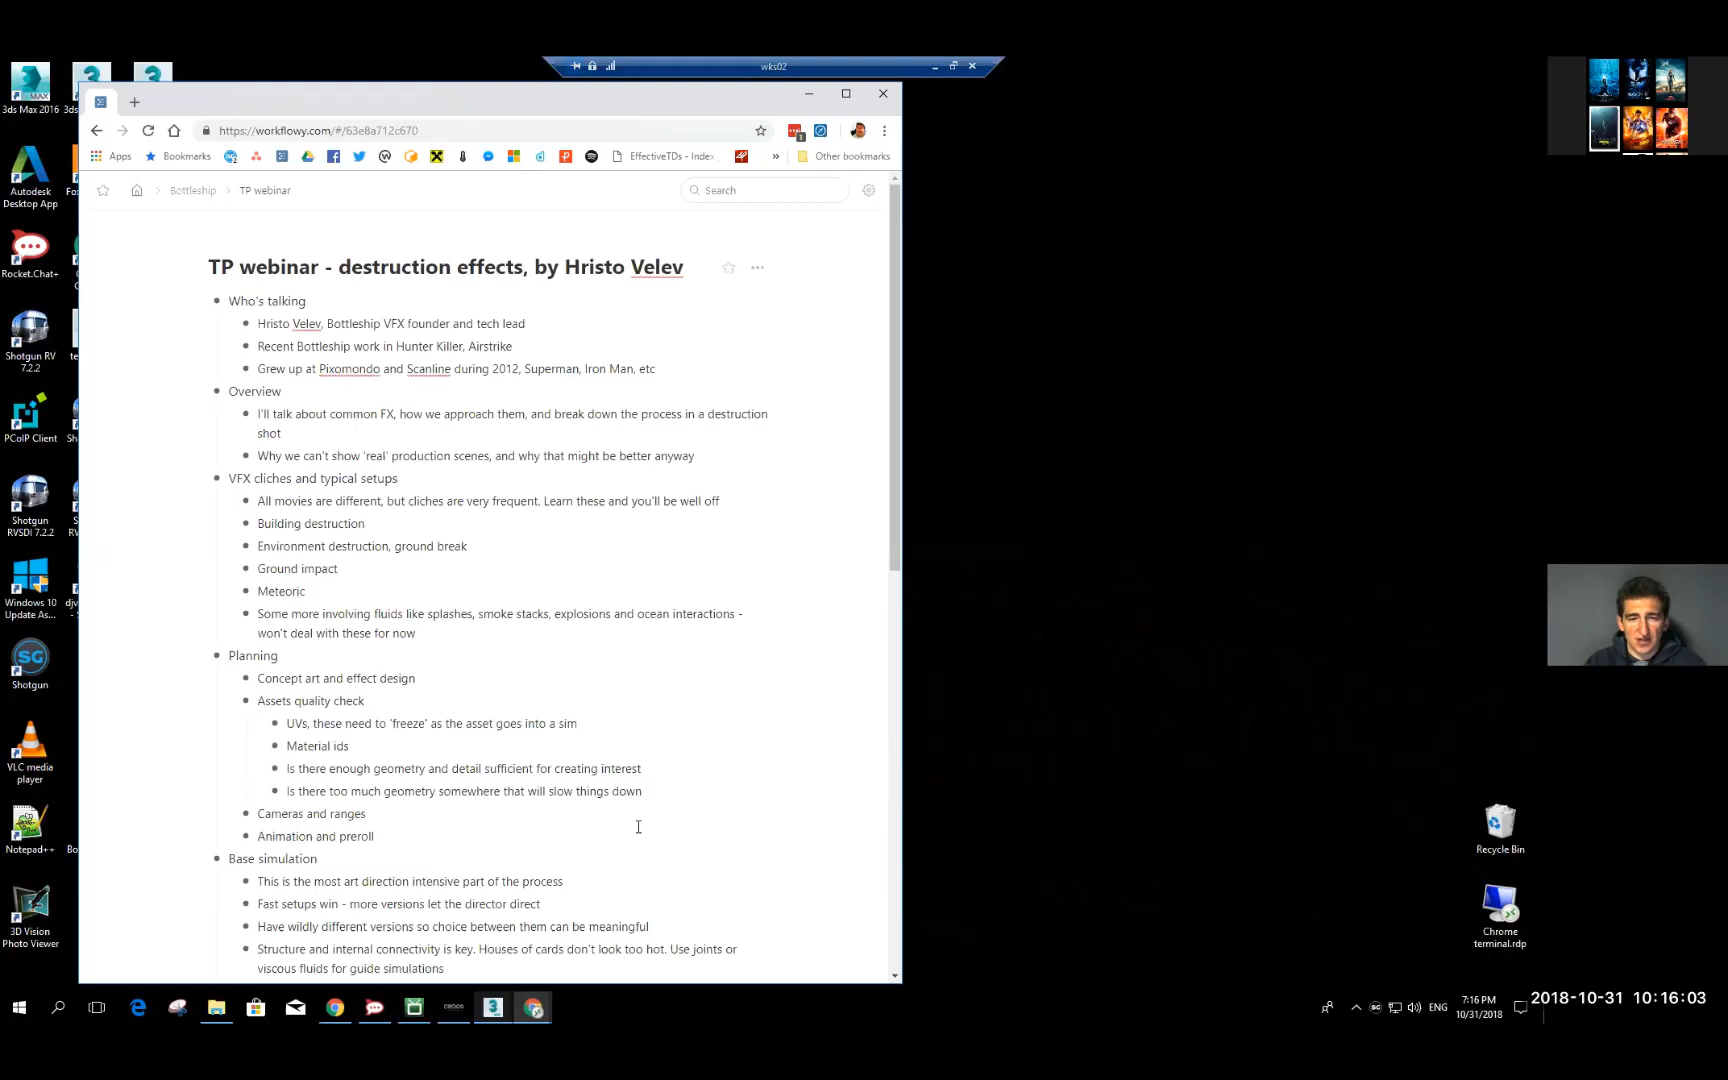 wks02
3ds Max 2016
https://workflowy.com/#/63e8a712c670
Apps
Bookmarks
EffectiveTDs - Index
»
Other bookmarks
Bottleship
TP webinar
Search
TP webinar - destruction effects, by Hristo Velev
Who's talking
Hristo Velev, Bottleship VFX founder and tech lead
Recent Bottleship work in Hunter Killer, Airstrike
Grew up at Pixomondo and Scanline during 2012, Superman, Iron Man, etc
Overview
I'll talk about common FX, how we approach them, and break down the process in a destruction
shot
Why we can't show 'real' production scenes, and why that might be better anyway
VFX cliches and typical setups
All movies are different, but cliches are very frequent. Learn these and you'll be well off
Building destruction
Environment destruction, ground break
Ground impact
Meteoric
Some more involving fluids like splashes, smoke stacks, explosions and ocean interactions -
won't deal with these for now
Planning
Concept art and effect design
Assets quality check
UVs, these need to 'freeze' as the asset goes into a sim
Material ids
Is there enough geometry and detail sufficient for creating interest
Is there too much geometry somewhere that will slow things down
Cameras and ranges
Animation and preroll
Base simulation
This is the most art direction intensive part of the process
Fast setups win - more versions let the director direct
Have wildly different versions so choice between them can be meaningful
Structure and internal connectivity is key. Houses of cards don't look too hot. Use joints or
viscous fluids for guide simulations
Autodesk
Desktop App
Rocket.Chat+
Shotgun RV
7.2.2
PCoIP Client
Shotgun
RVSDI 7.2.2
Windows 10
Update As...
Shotgun
VLC media
player
Notepad++
3D Vision
Photo Viewer
Recycle Bin
Chrome
terminal.rdp
ENG
7:16 PM
10/31/2018
2018-10-31 10:16:03